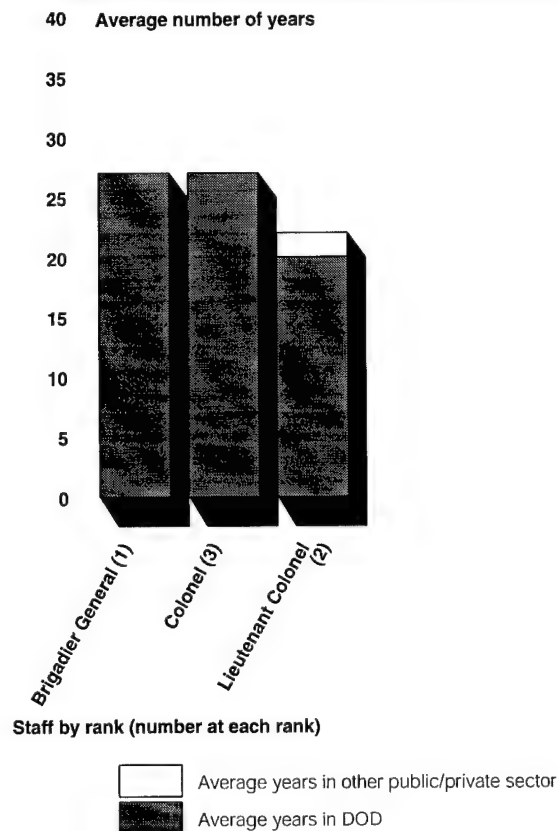 40 Average number of years
35
30
25
20
15
10
5
0
Brigadier General (1)
Colonel (3)
Lieutenant Colonel
(2)
Staff by rank (number at each rank)
Average years in other public/private sector
Average years in DOD